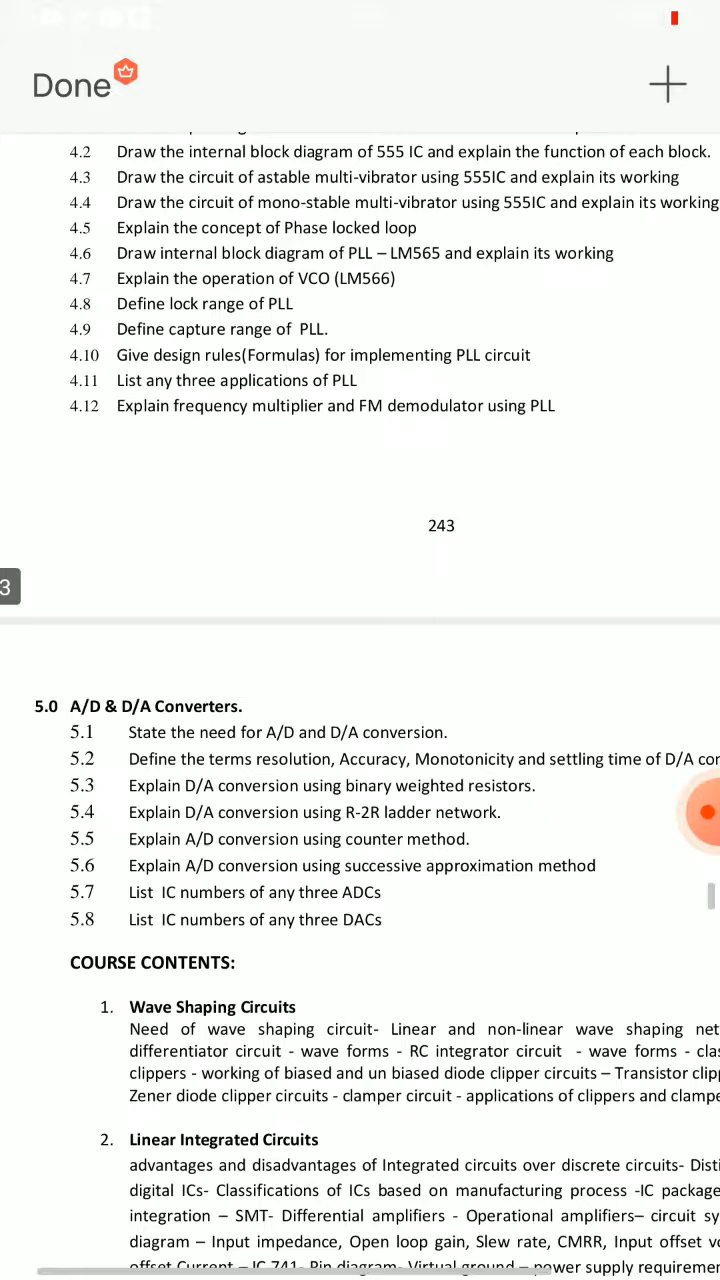 Done
4.2 Draw the internal block diagram of 555 IC and explain the function of each block.
4.3 Draw the circuit of astable multi-vibrator using 555IC and explain its working
4.4 Draw the circuit of mono-stable multi-vibrator using 555IC and explain its working
4.5 Explain the concept of Phase locked loop
4.6 Draw internal block diagram of PLL – LM565 and explain its working
4.7 Explain the operation of VCO (LM566)
4.8 Define lock range of PLL
4.9 Define capture range of PLL.
4.10 Give design rules(Formulas) for implementing PLL circuit
4.11 List any three applications of PLL
4.12 Explain frequency multiplier and FM demodulator using PLL
243
3
5.0 A/D & D/A Converters.
5.1 State the need for A/D and D/A conversion.
5.2 Define the terms resolution, Accuracy, Monotonicity and settling time of D/A
5.3 Explain D/A conversion using binary weighted resistors.
5.4 Explain D/A conversion using R-2R ladder network.
5.5 Explain A/D conversion using counter method.
5.6 Explain A/D conversion using successive approximation method
5.7 List IC numbers of any three ADCs
5.8 List IC numbers of any three DACs
COURSE CONTENTS:
1. Wave Shaping Circuits
Need of wave shaping circuit- Linear and non-linear wave shaping
differentiator circuit - wave forms - RC integrator circuit - wave forms -
clippers - working of biased and un biased diode clipper circuits – Transistor
Zener diode clipper circuits - clamper circuit - applications of clippers and
2. Linear Integrated Circuits
advantages and disadvantages of Integrated circuits over discrete circuits-
digital ICs- Classifications of ICs based on manufacturing process -IC
integration – SMT- Differential amplifiers - Operational amplifiers– circuit
diagram – Input impedance, Open loop gain, Slew rate, CMRR, Input offset
offset Current – IC 741- Pin diagram- Virtual ground – power supply